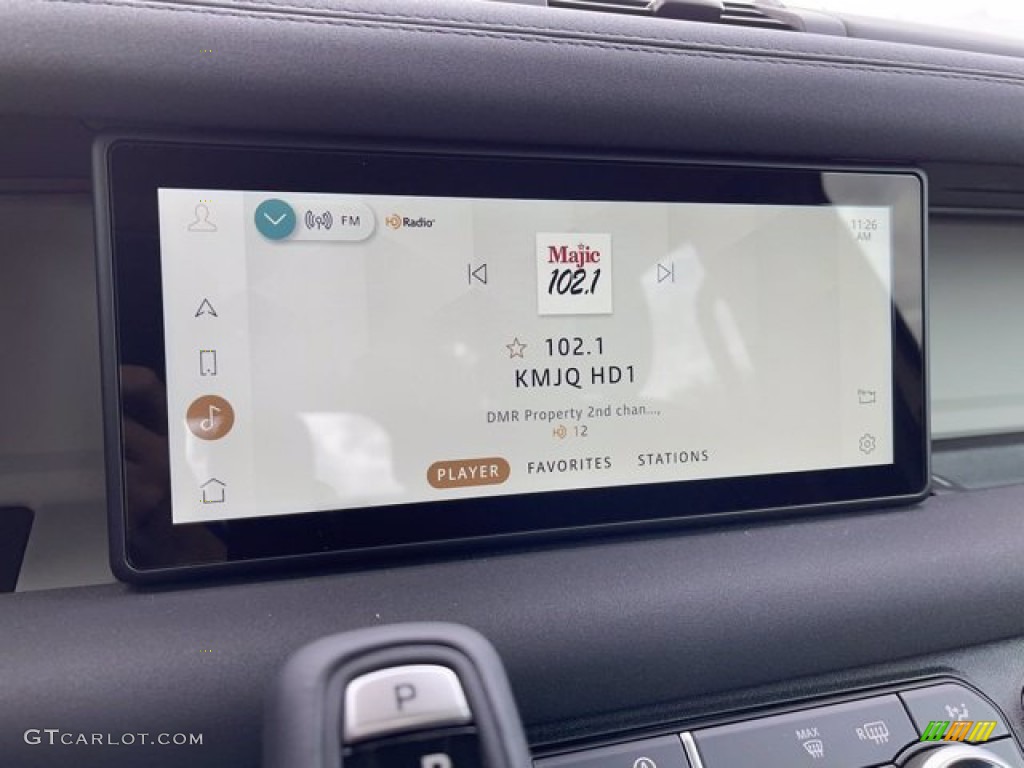 FM
HD Radio
11:26
AM
Majic
102.1
102.1
KMJQ HD1
DMR Property 2nd chan...,
HD 12
PLAYER
FAVORITES
STATIONS
P
MAX
R
GTCARLOT.COM